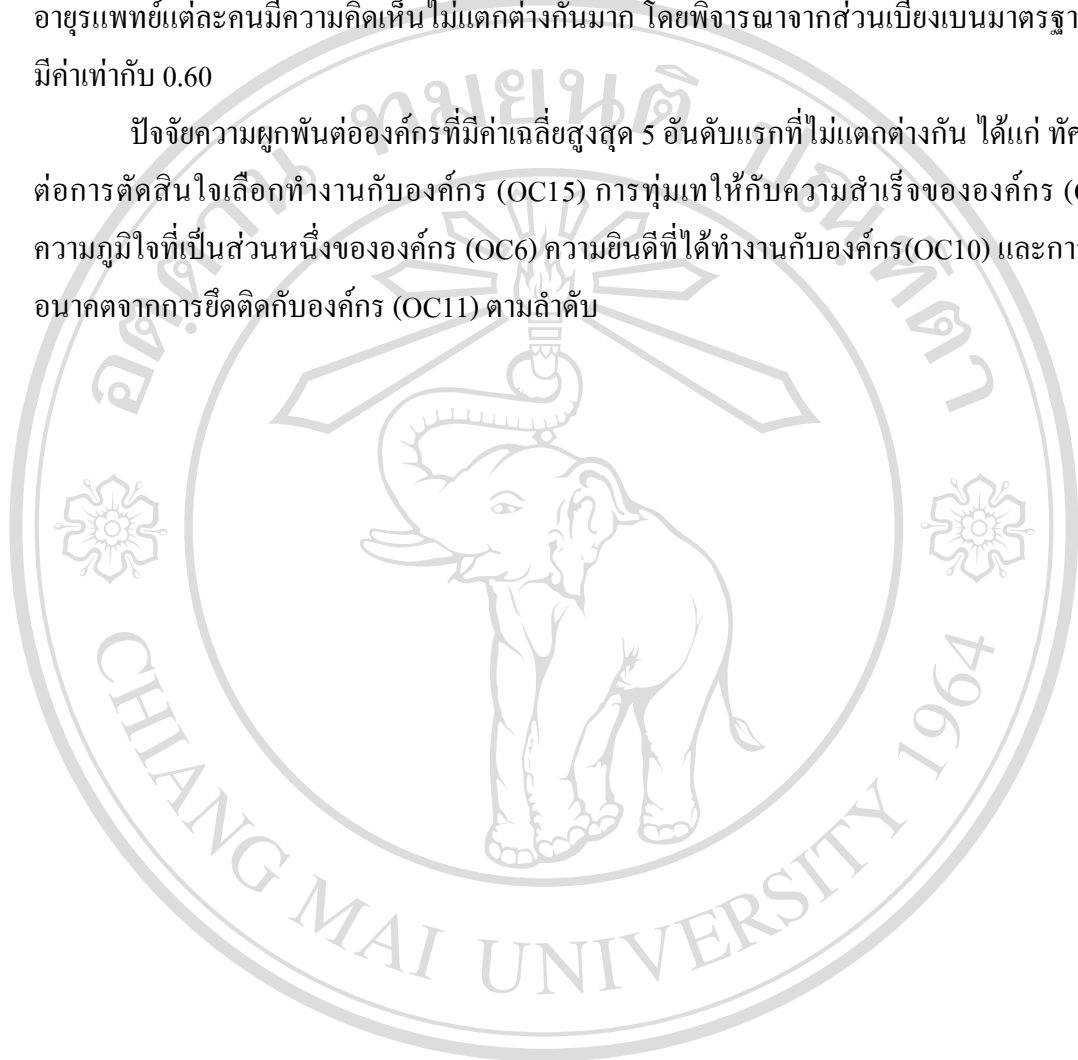 อายุรแพทย์แต่ละคนมีความคิดเห็นไม่แตกต่างกันมาก โดยพิจารณาจากส่วนเบี่ยงเบนมาตรฐา
มีค่าเท่ากับ 0.60
ปัจจัยความผูกพันต่อองค์กรที่มีค่าเฉลี่ยสูงสุด 5 อันดับแรกที่ไม่แตกต่างกัน ได้แก่
ต่อการตัดสินใจเลือกทำงานกับองค์กร (OC15) การทุ่มเทให้กับความสำเร็จขององค์กร
ความภูมิใจที่เป็นส่วนหนึ่งขององค์กร (OC6) ความยินดีที่ได้ทำงานกับองค์กร(OC10) และกา
อนาคตจากการยึดติดกับองค์กร (OC11) ตามลำดับ
อตฺตานํ ทมยนฺติ ปณฺฑิตา
CHIANG MAI UNIVERSITY 1964